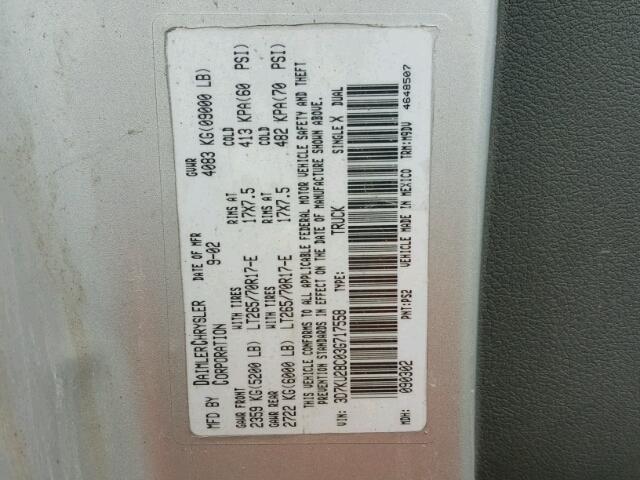 MFD BY DAIMLERCHRYSLER CORPORATION DATE OF MFR 9-02 GVWR 4083 KG(09000 LB)
GAWR FRONT WITH TIRES RIMS AT COLD
2359 KG(5200 LB) LT265/70R17-E 17X7.5 413 KPA(60 PSI)
GAWR REAR WITH TIRES RIMS AT COLD
2722 KG(6000 LB) LT265/70R17-E 17X7.5 482 KPA(70 PSI)
THIS VEHICLE CONFORMS TO ALL APPLICABLE FEDERAL MOTOR VEHICLE SAFETY AND THEFT
PREVENTION STANDARDS IN EFFECT ON THE DATE OF MANUFACTURE SHOWN ABOVE.
VIN: 3D7KU28C03G717558 TYPE: TRUCK SINGLE X DUAL
MDH: 090302 PNT:PS2 VEHICLE MADE IN MEXICO TRM:M9DV 4648507